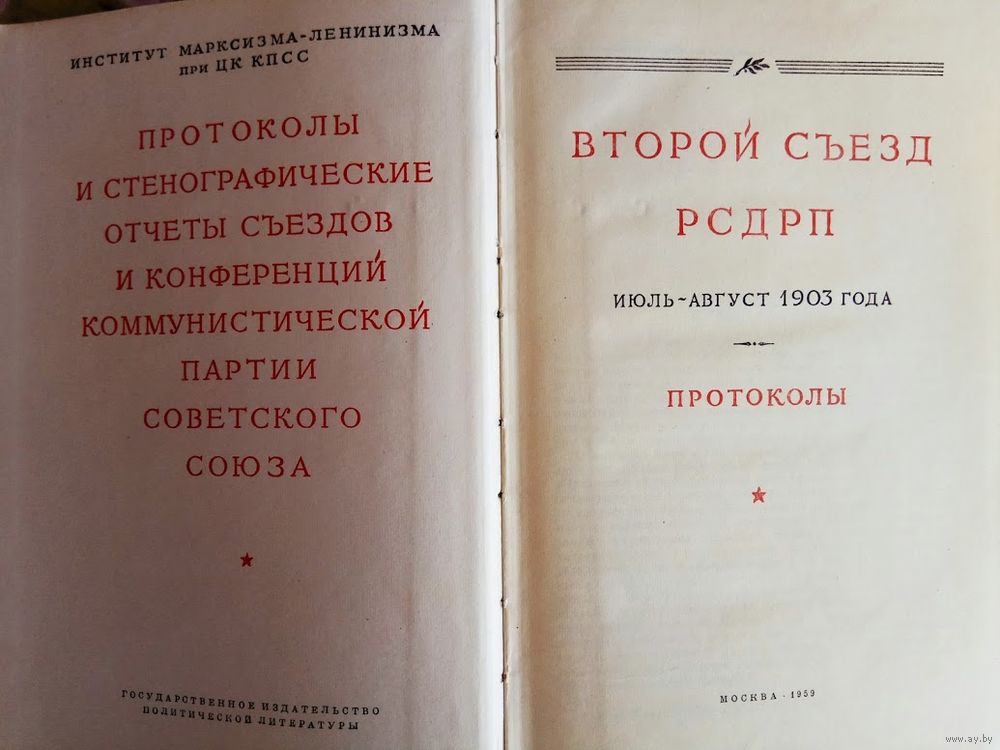 ИНСТИТУТ МАРКСИЗМА-ЛЕНИНИЗМА
ПРИ ЦК КПСС
ПРОТОКОЛЫ
И СТЕНОГРАФИЧЕСКИЕ
ОТЧЕТЫ СЪЕЗДОВ
И КОНФЕРЕНЦИЙ
КОММУНИСТИЧЕСКОЙ
ПАРТИИ
СОВЕТСКОГО
СОЮЗА
ГОСУДАРСТВЕННОЕ ИЗДАТЕЛЬСТВО
ПОЛИТИЧЕСКОЙ ЛИТЕРАТУРЫ
ВТОРОЙ СЪЕЗД
РСДРП
ИЮЛЬ~АВГУСТ 1903 ГОДА
ПРОТОКОЛЫ
МОСКВА · 1959
www.ay.by